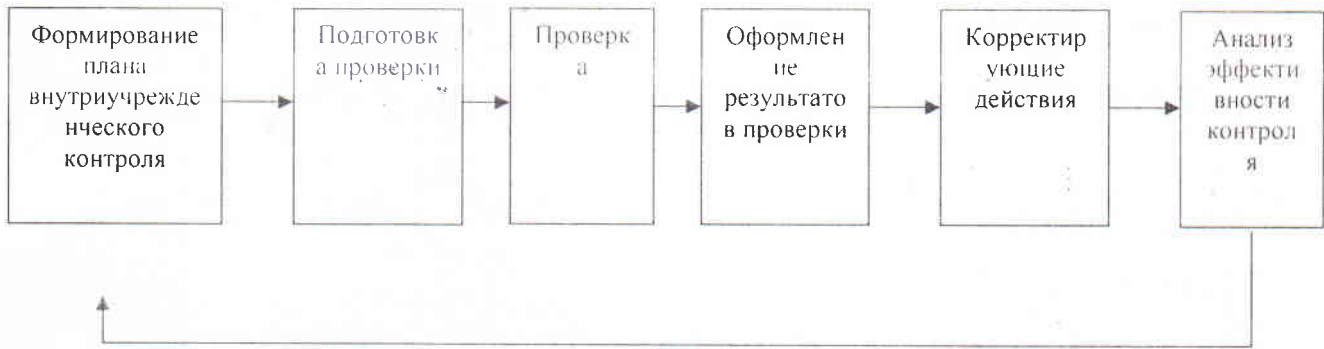 Формирование
плана
внутриучрежде
нческого
контроля
Подготовк
а проверки
Проверк
а
Оформлен
ие
результато
в проверки
Корректир
ующие
действия
Анализ
эффекти
вности
контрол
я